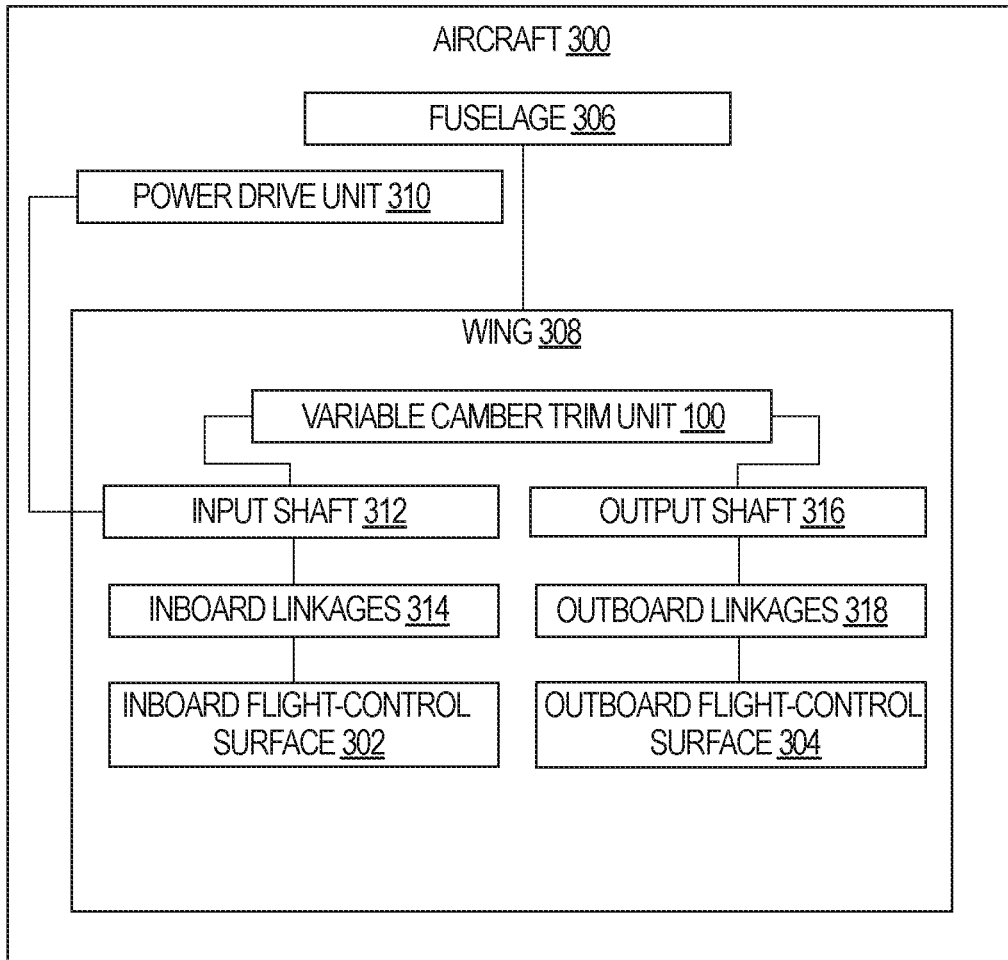 AIRCRAFT 300
FUSELAGE 306
POWER DRIVE UNIT 310
WING 308
VARIABLE CAMBER TRIM UNIT 100
INPUT SHAFT 312
OUTPUT SHAFT 316
INBOARD LINKAGES 314
OUTBOARD LINKAGES 318
INBOARD FLIGHT-CONTROL
SURFACE 302
OUTBOARD FLIGHT-CONTROL
SURFACE 304